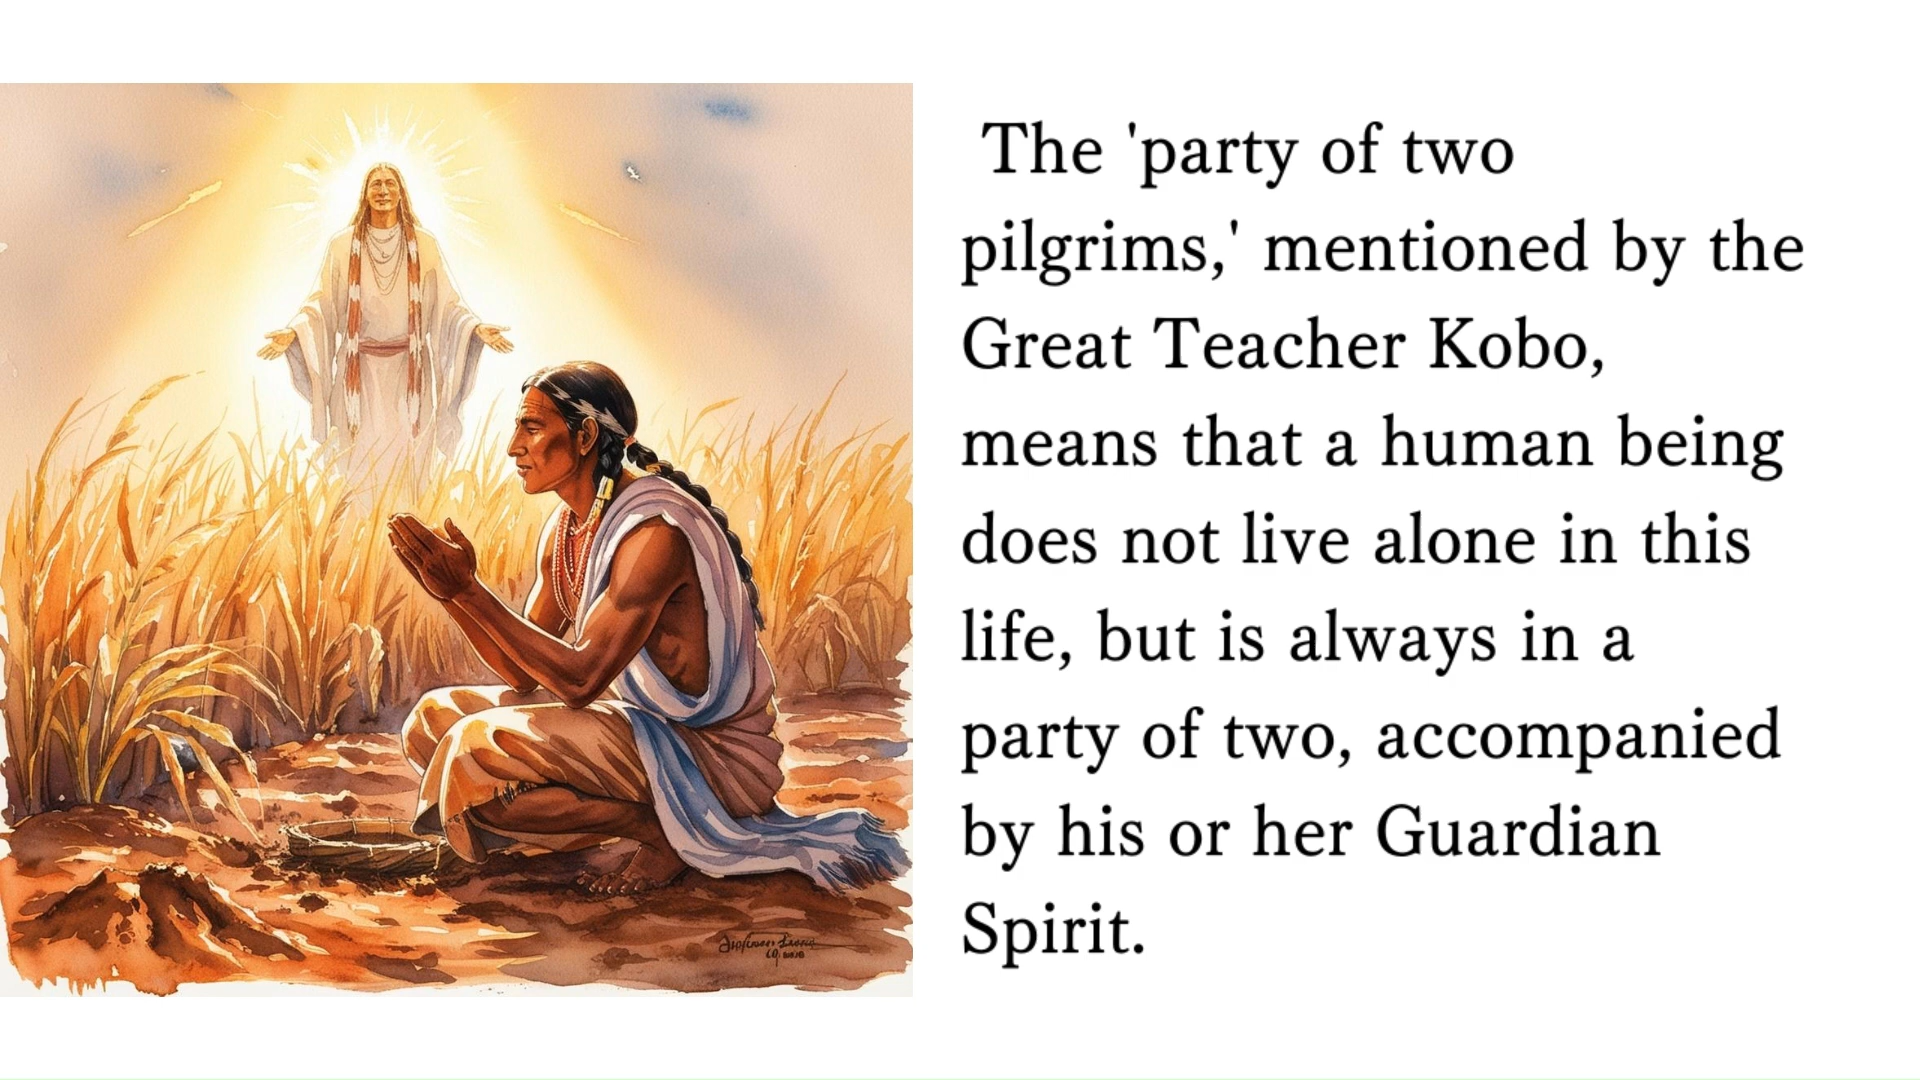 The 'party of two
pilgrims,' mentioned by the
Great Teacher Kobo,
means that a human being
does not live alone in this
life, but is always in a
party of two, accompanied
by his or her Guardian
Spirit.